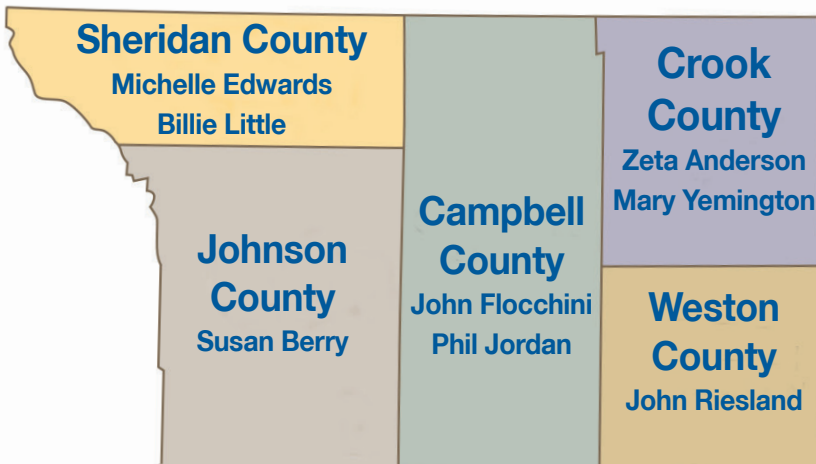 Sheridan County
Michelle Edwards
Billie Little
Johnson
County
Susan Berry
Campbell
County
John Flocchini
Phil Jordan
Crook
County
Zeta Anderson
Mary Yemington
Weston
County
John Riesland